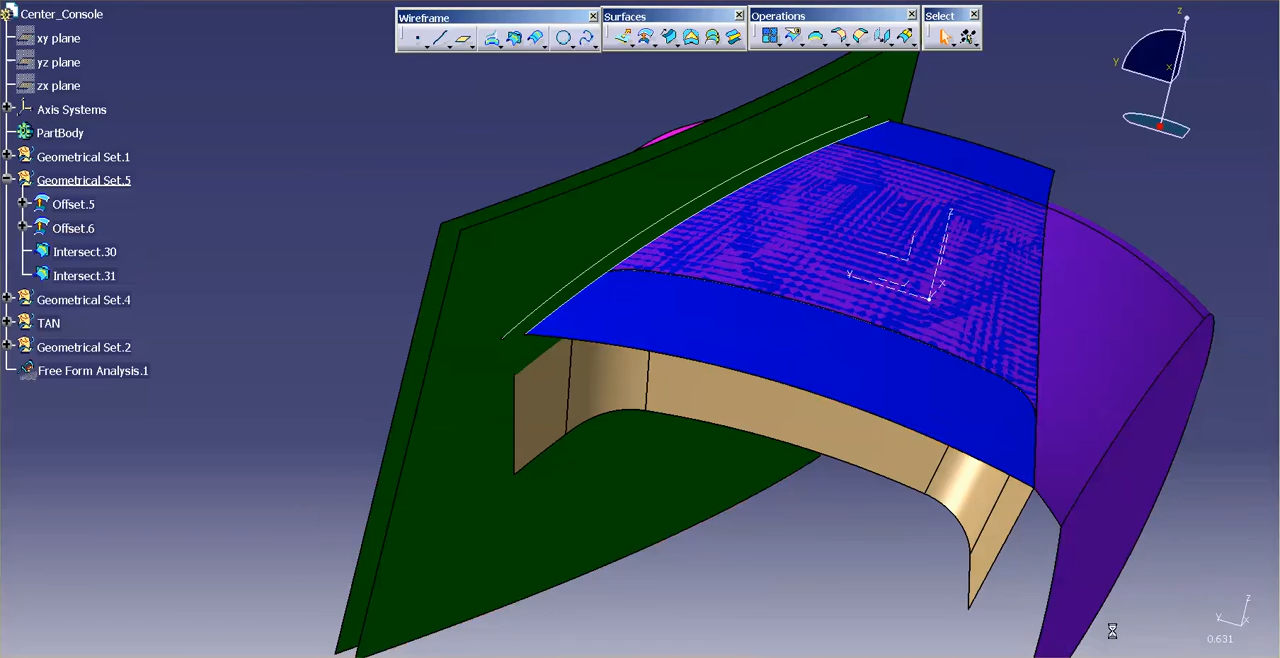 Center_Console
xy plane
yz plane
zx plane
Axis Systems
PartBody
Geometrical Set.1
Geometrical Set.5
Offset.5
Offset.6
Intersect.30
Intersect.31
Geometrical Set.4
TAN
Geometrical Set.2
Free Form Analysis.1
Wireframe
Surfaces
Operations
Select
z
y
x
z
y
x
z
y
x
0.631